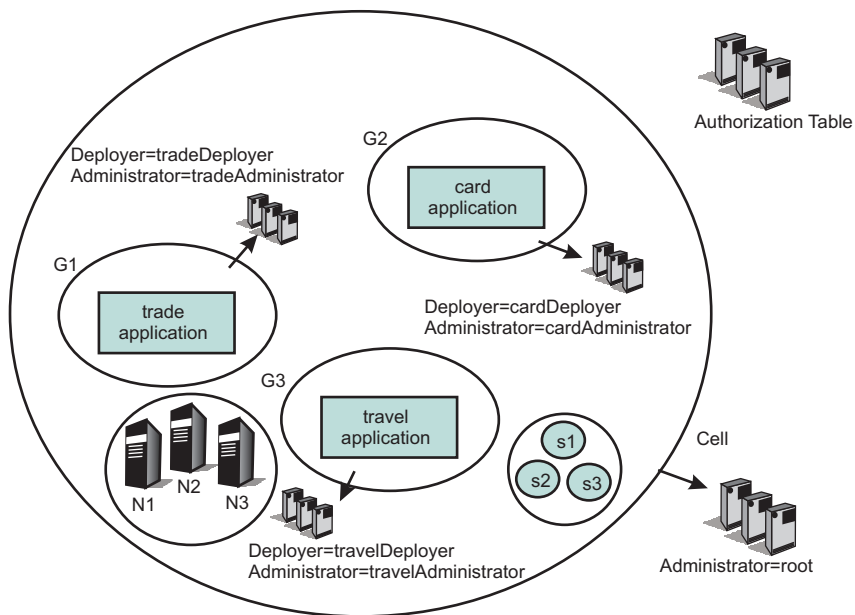 Authorization Table
Deployer=tradeDeployer
Administrator=tradeAdministrator
G2
card
application
G1
trade
application
Deployer=cardDeployer
Administrator=cardAdministrator
G3
travel
application
Cell
s1
s2
s3
N1
N2
N3
Deployer=travelDeployer
Administrator=travelAdministrator
Administrator=root